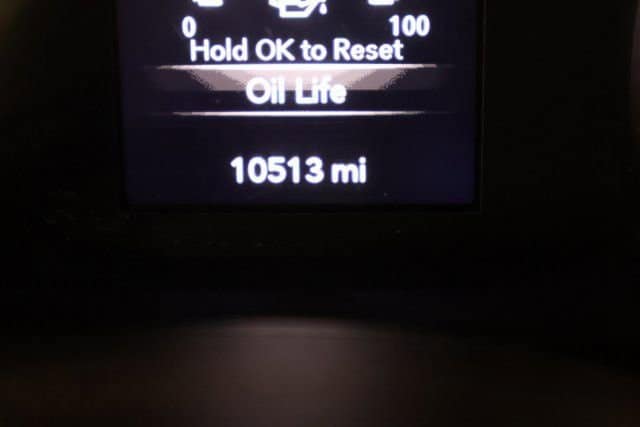 0 100
Hold OK to Reset
Oil Life
10513 mi